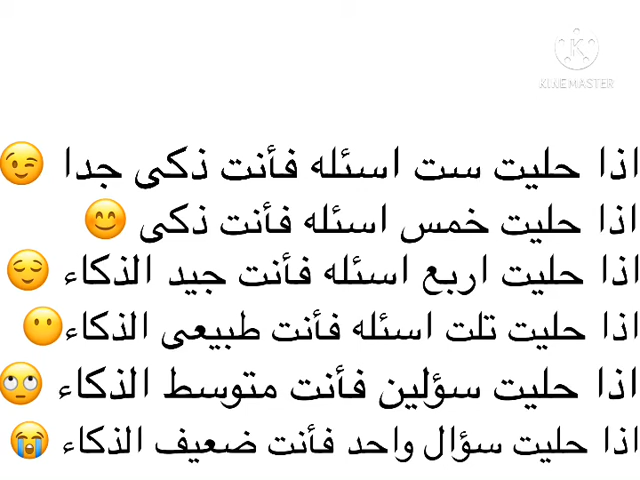 KINEMASTER
اذا حليت ست اسئله فأنت ذكى جدا 😉
اذا حليت خمس اسئله فأنت ذكى 😊
اذا حليت اربع اسئله فأنت جيد الذكاء 😌
اذا حليت تلت اسئله فأنت طبيعى الذكاء 😶
اذا حليت سؤلين فأنت متوسط الذكاء 🙄
اذا حليت سؤال واحد فأنت ضعيف الذكاء 😭